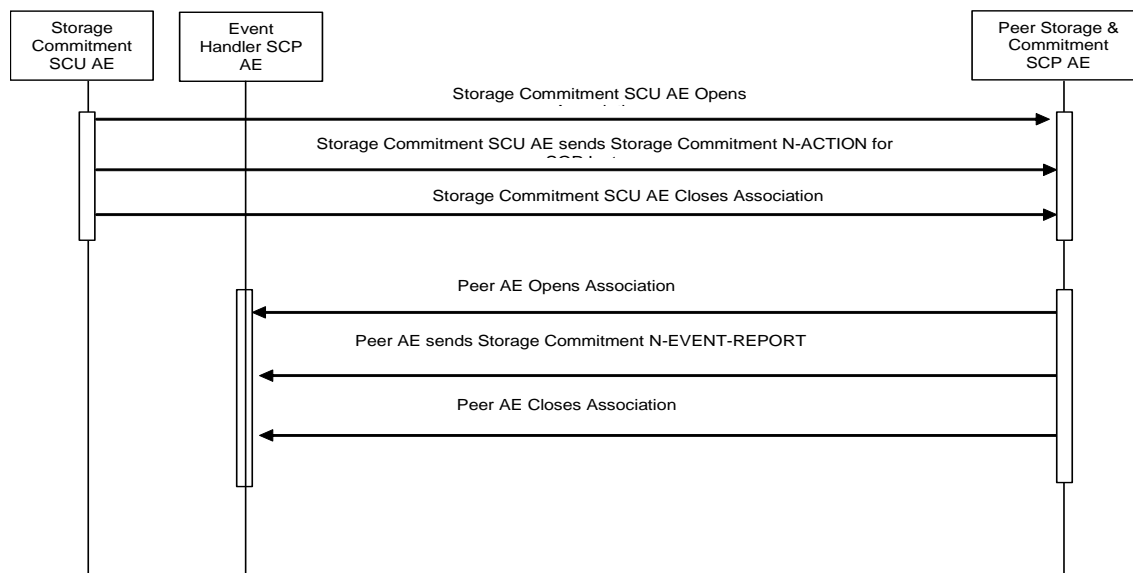 Storage
Commitment
SCU AE
Event
Handler SCP
AE
Peer Storage &
Commitment
SCP AE
Storage Commitment SCU AE Opens
Storage Commitment SCU AE sends Storage Commitment N-ACTION for
Storage Commitment SCU AE Closes Association
Peer AE Opens Association
Peer AE sends Storage Commitment N-EVENT-REPORT
Peer AE Closes Association